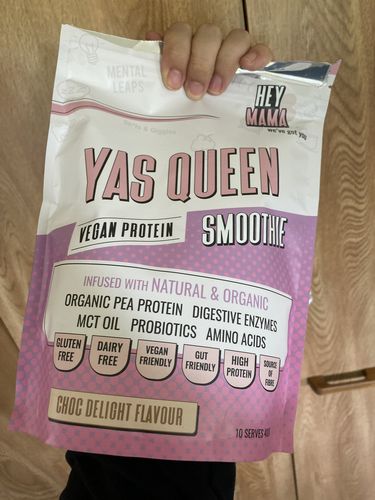 MENTAL
LEAPS
HEY
MAMA
we've got you
& Giggles
YAS QUEEN
VEGAN PROTEIN
SMOOTHIE
INFUSED WITH NATURAL & ORGANIC
ORGANIC PEA PROTEIN DIGESTIVE ENZYMES
MCT OIL PROBIOTICS AMINO ACIDS
GLUTEN
FREE
DAIRY
FREE
VEGAN
FRIENDLY
GUT
FRIENDLY
HIGH
PROTEIN
SOURCE
OF
FIBRE
CHOC DELIGHT FLAVOUR
10 SERVES